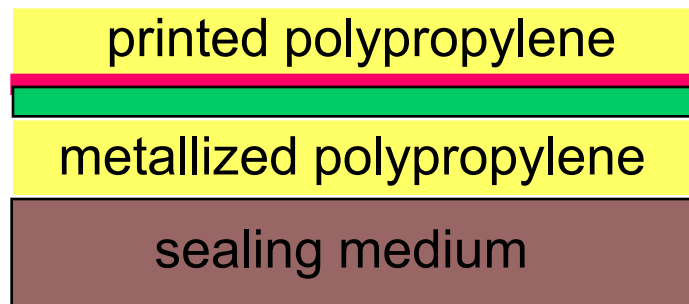 printed polypropylene
metallized polypropylene
sealing medium